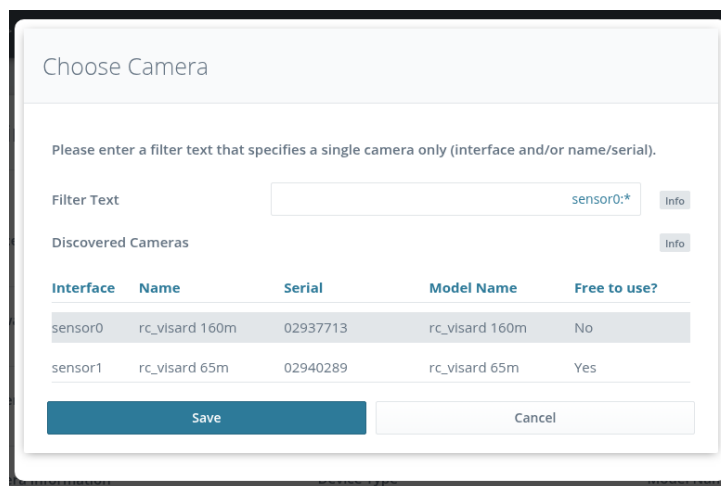 Choose Camera
Please enter a filter text that specifies a single camera only (interface and/or name/serial).
Filter Text sensor0:* Info
Discovered Cameras Info
Interface Name Serial Model Name Free to use?
sensor0 rc_visard 160m 02937713 rc_visard 160m No
sensor1 rc_visard 65m 02940289 rc_visard 65m Yes
Save Cancel